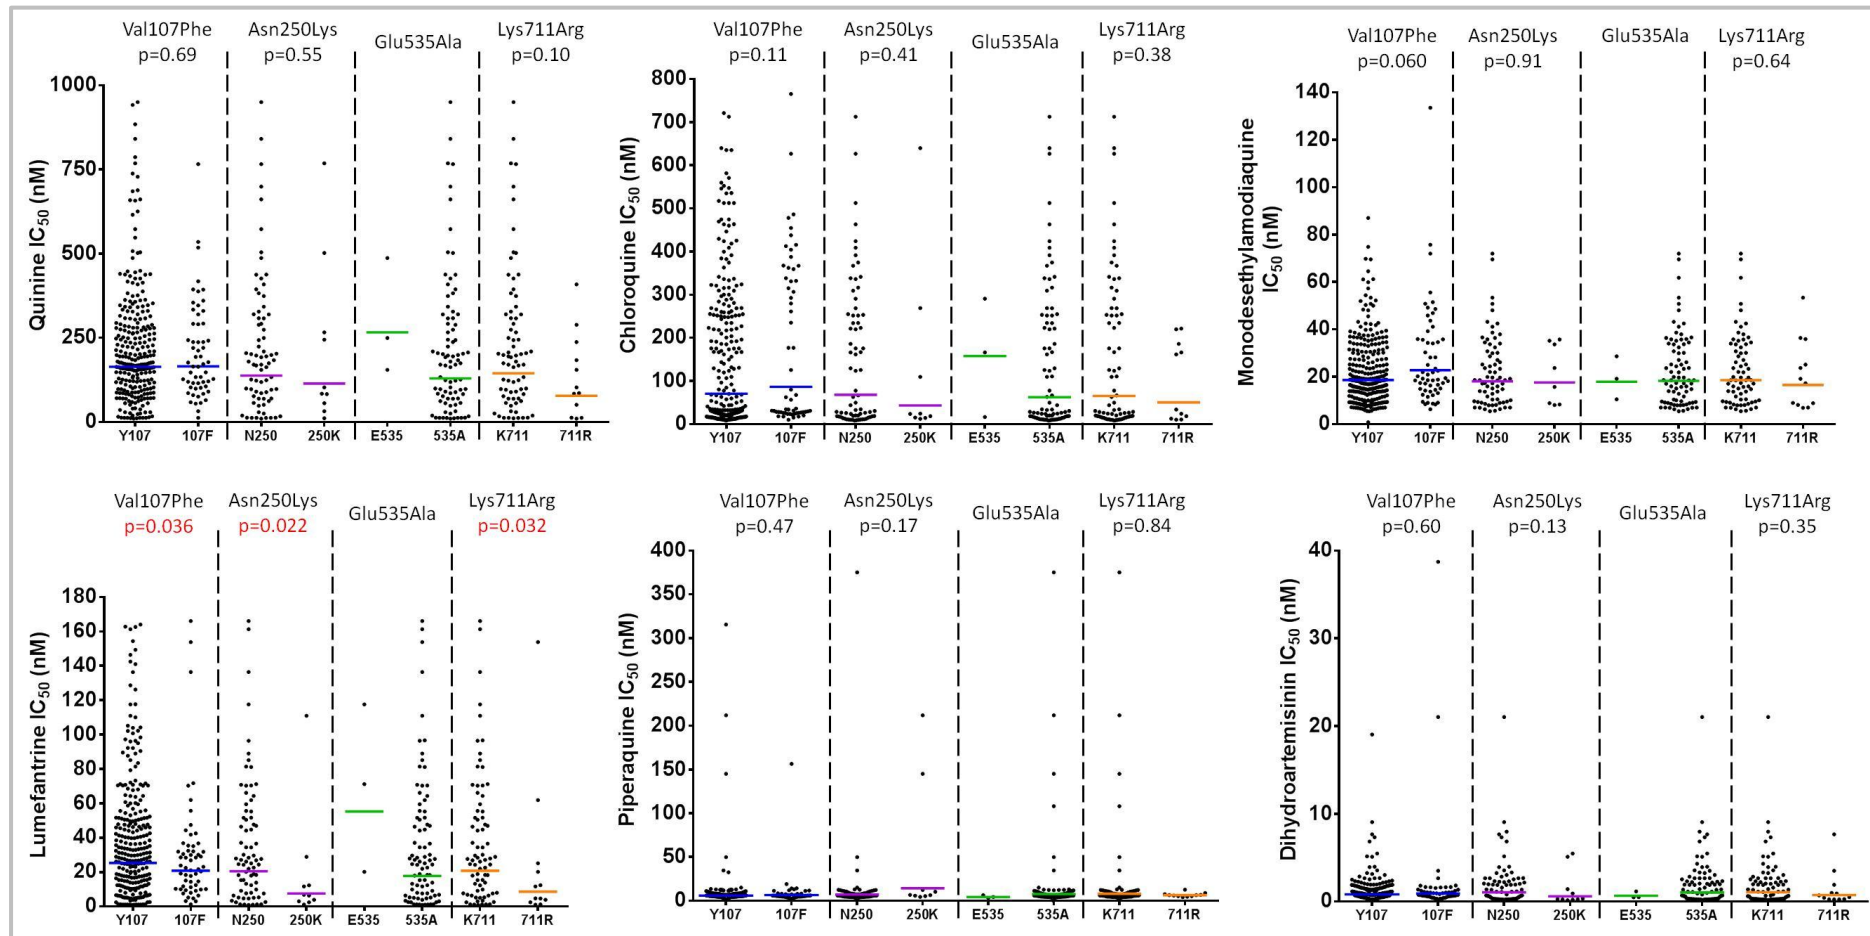 Val107Phe
p=0.69
Asn250Lys
p=0.55
Glu535Ala
Lys711Arg
p=0.10
Quinine IC50 (nM)
1000
750
500
250
0
Y107 107F N250 250K E535 535A K711 711R
Val107Phe
p=0.11
Asn250Lys
p=0.41
Glu535Ala
Lys711Arg
p=0.38
Chloroquine IC50 (nM)
800
700
600
500
400
300
200
100
0
Y107 107F N250 250K E535 535A K711 711R
Val107Phe
p=0.060
Asn250Lys
p=0.91
Glu535Ala
Lys711Arg
p=0.64
Monodesethylamodiaquine
IC50 (nM)
140
120
100
80
60
40
20
0
Y107 107F N250 250K E535 535A K711 711R
Val107Phe
p=0.036
Asn250Lys
p=0.022
Glu535Ala
Lys711Arg
p=0.032
Lumefantrine IC50 (nM)
180
160
140
120
100
80
60
40
20
0
Y107 107F N250 250K E535 535A K711 711R
Val107Phe
p=0.47
Asn250Lys
p=0.17
Glu535Ala
Lys711Arg
p=0.84
Piperaquine IC50 (nM)
400
350
300
250
200
150
100
50
0
Y107 107F N250 250K E535 535A K711 711R
Val107Phe
p=0.60
Asn250Lys
p=0.13
Glu535Ala
Lys711Arg
p=0.35
Dihydroartemisinin IC50 (nM)
40
30
20
10
0
Y107 107F N250 250K E535 535A K711 711R